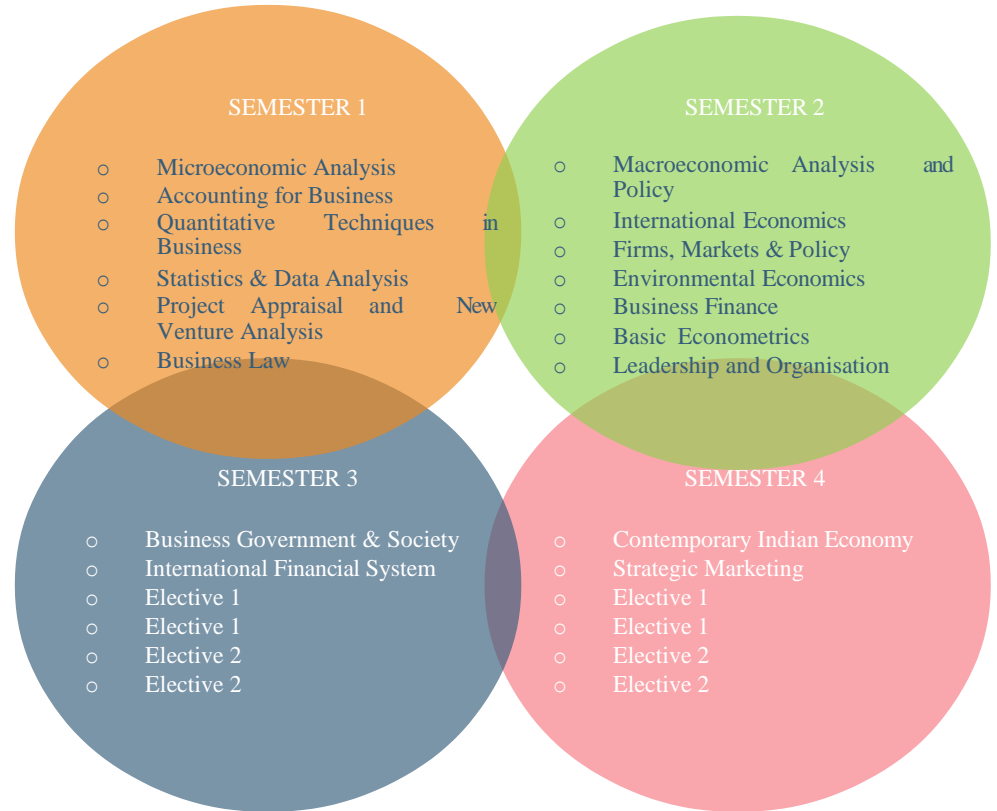 SEMESTER 1
o Microeconomic Analysis
o Accounting for Business
o Quantitative Techniques in
Business
o Statistics & Data Analysis
o Project Appraisal and New
Venture Analysis
o Business Law
SEMESTER 2
o Macroeconomic Analysis and
Policy
o International Economics
o Firms, Markets & Policy
o Environmental Economics
o Business Finance
o Basic Econometrics
o Leadership and Organisation
SEMESTER 3
o Business Government & Society
o International Financial System
o Elective 1
o Elective 1
o Elective 2
o Elective 2
SEMESTER 4
o Contemporary Indian Economy
o Strategic Marketing
o Elective 1
o Elective 1
o Elective 2
o Elective 2